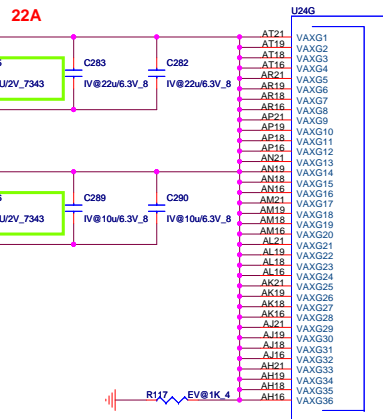 22A
U24G
C283
C282
U/2V_7343
IV@22u/6.3V_8
IV@22u/6.3V_8
C289
C290
U/2V_7343
IV@10u/6.3V_8
IV@10u/6.3V_8
R117
EV@1K_4
AT21 VAXG1
AT19 VAXG2
AT18 VAXG3
AT16 VAXG4
AR21 VAXG5
AR19 VAXG6
AR18 VAXG7
AR16 VAXG8
AP21 VAXG9
AP19 VAXG10
AP18 VAXG11
AP16 VAXG12
AN21 VAXG13
AN19 VAXG14
AN18 VAXG15
AN16 VAXG16
AM21 VAXG17
AM19 VAXG18
AM18 VAXG19
AM16 VAXG20
AL21 VAXG21
AL19 VAXG22
AL18 VAXG23
AL16 VAXG24
AK21 VAXG25
AK19 VAXG26
AK18 VAXG27
AK16 VAXG28
AJ21 VAXG29
AJ19 VAXG30
AJ18 VAXG31
AJ16 VAXG32
AH21 VAXG33
AH19 VAXG34
AH18 VAXG35
AH16 VAXG36